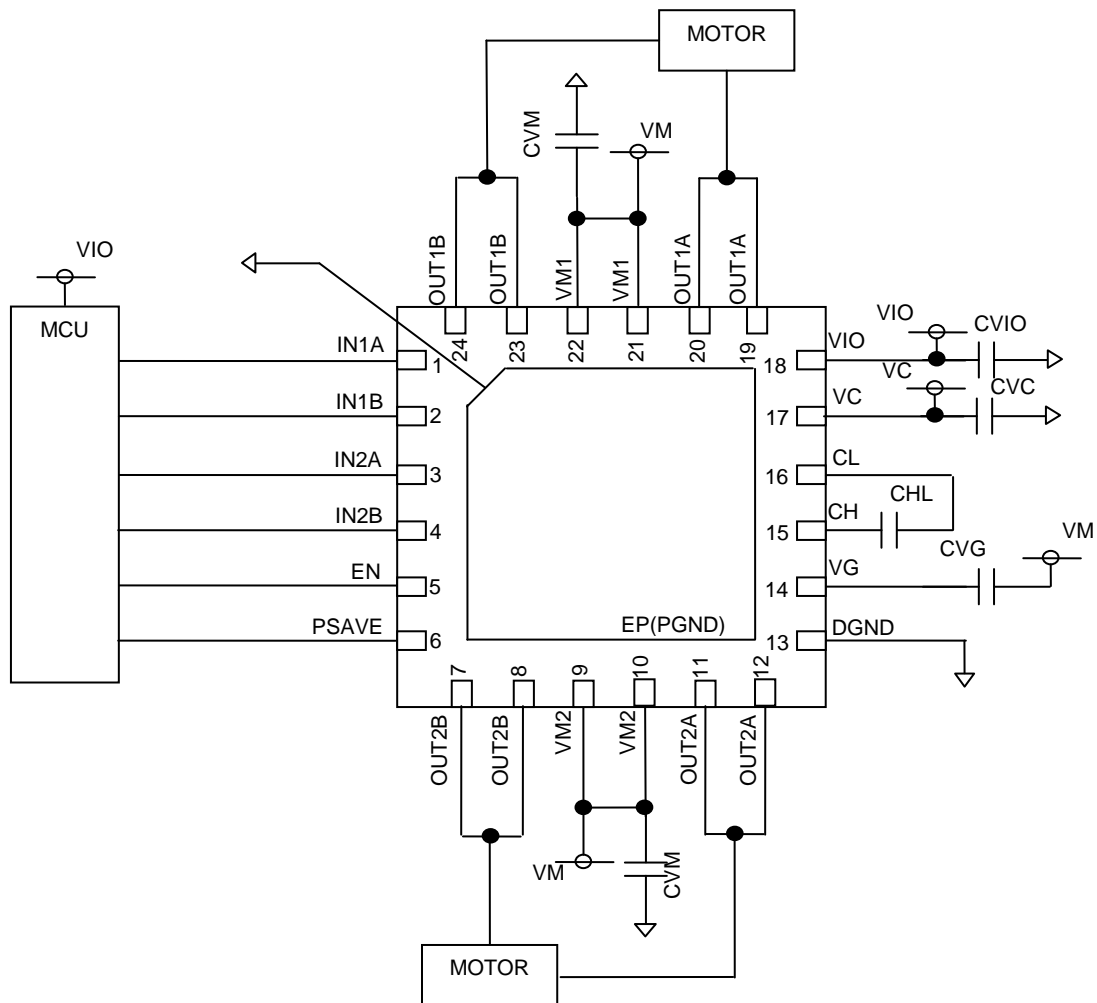 MOTOR
CVM
VM
VIO
MCU
OUT1B
OUT1B
VM1
VM1
OUT1A
OUT1A
24
23
22
21
20
19
IN1A
1
IN1B
2
IN2A
3
IN2B
4
EN
5
PSAVE
6
VIO
CVIO
VIO
18
VC
CVC
VC
17
CL
16
CHL
CH
15
CVG
VM
VG
14
DGND
13
EP(PGND)
7
8
9
10
11
12
OUT2B
OUT2B
VM2
VM2
OUT2A
OUT2A
VM
CVM
MOTOR